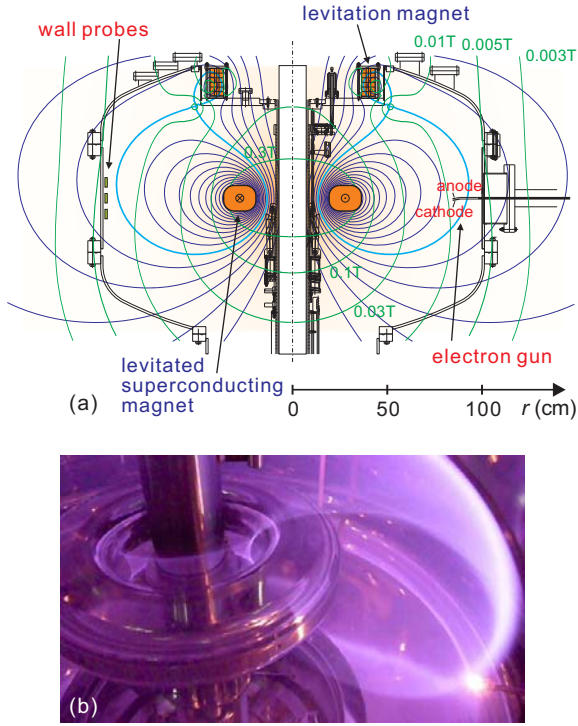 levitation magnet
wall probes
0.01T
0.005T
0.003T
0.3T
anode
cathode
0.1T
0.03T
levitated
superconducting
magnet
electron gun
(a)
0 50 100 r (cm)
(b)